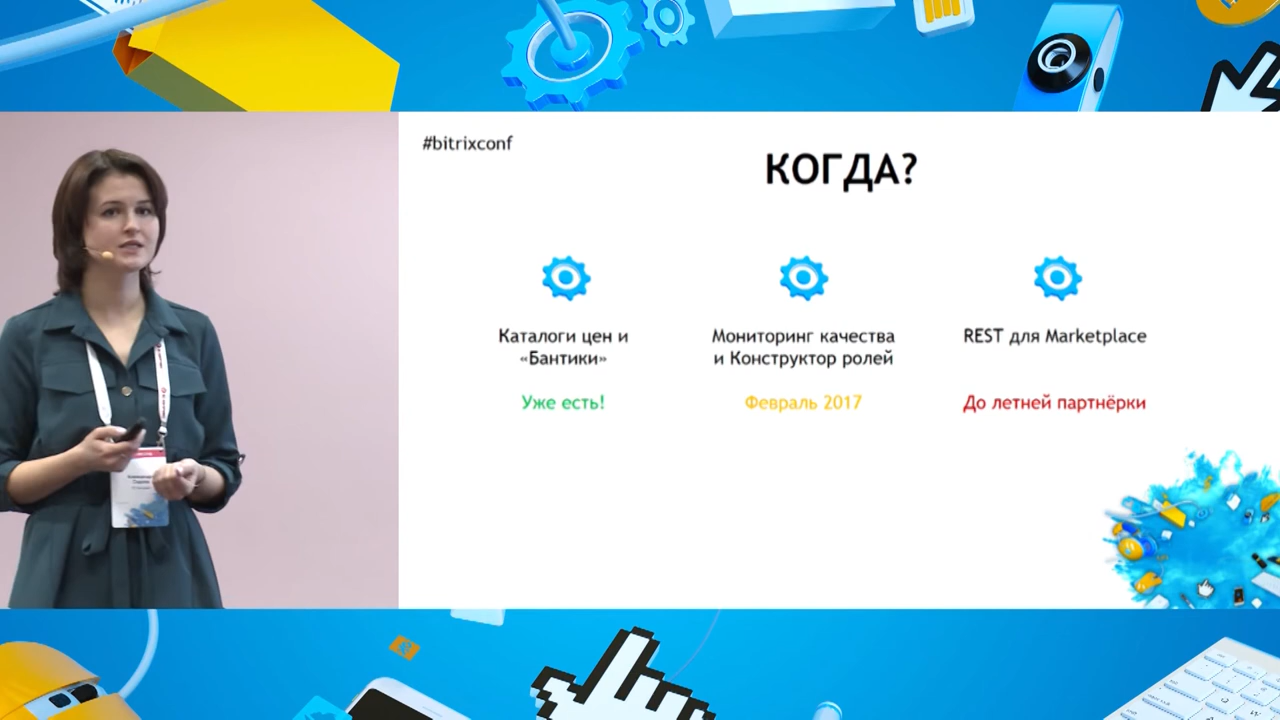 #bitrixconf
КОГДА?
Каталоги цен и
«Бантики»
Уже есть!
Мониторинг качества
и Конструктор ролей
Февраль 2017
REST для Marketplace
До летней партнёрки